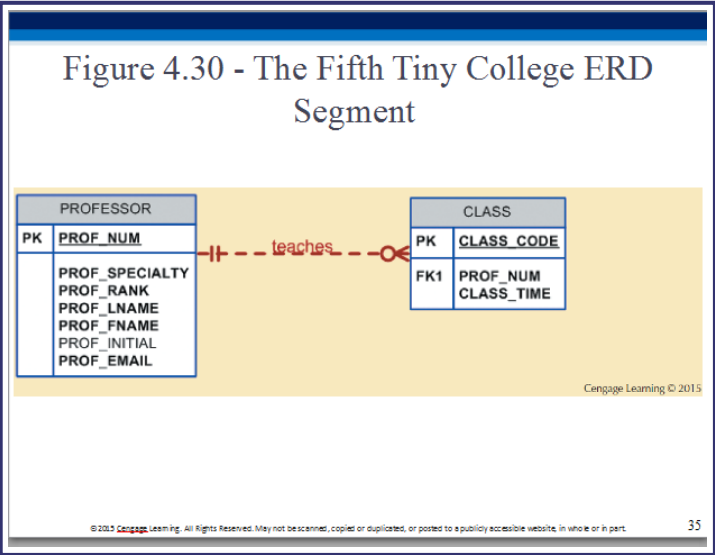 Figure 4.30 - The Fifth Tiny College ERD
Segment
PROFESSOR
PK PROF_NUM
PROF_SPECIALTY
PROF_RANK
PROF_LNAME
PROF_FNAME
PROF_INITIAL
PROF_EMAIL
teaches
CLASS
PK CLASS_CODE
FK1 PROF_NUM
CLASS_TIME
Cengage Learning © 2015
©2015 Cengage Learning. All Rights Reserved. May not be scanned, copied or duplicated, or posted to a publicly accessible website, in whole or in part.
35